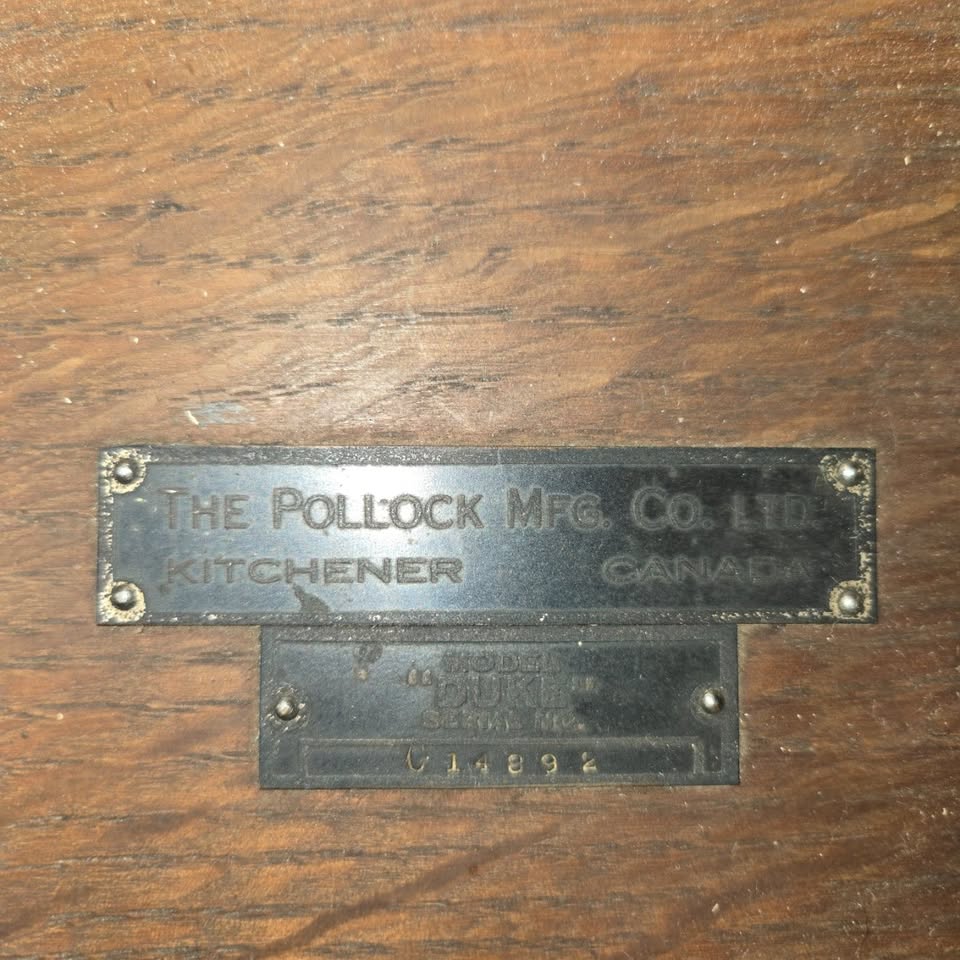 THE POLLOCK MFG. CO. LTD.
KITCHENER CANADA
MODEL
"DUKE"
SERIAL NO.
C14892